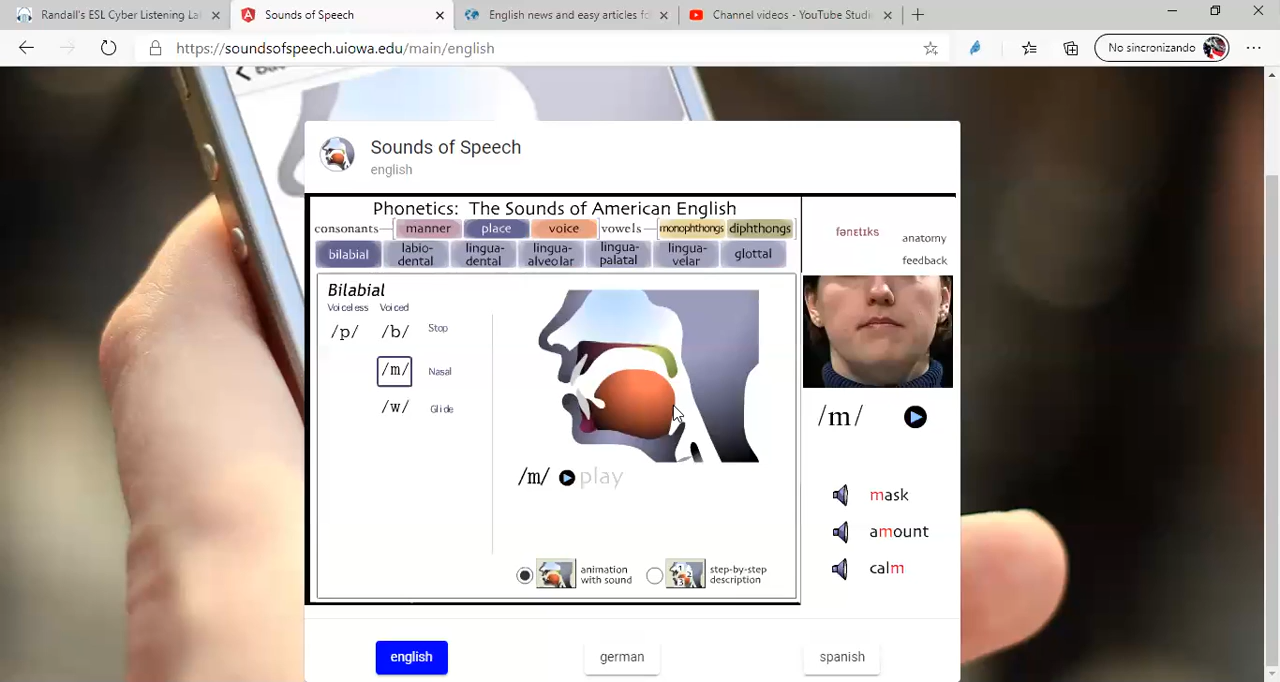 Randall's ESL Cyber Listening La
Sounds of Speech
English news and easy articles fo
Channel videos - YouTube Studi
https://soundsofspeech.uiowa.edu/main/english
No sincronizando
Sounds of Speech
english
Phonetics: The Sounds of American English
consonants manner place voice vowels monophthongs diphthongs
bilabial labio-dental lingua-dental lingua-alveolar lingua-palatal lingua-velar glottal
fənɛtɪks
anatomy
feedback
Bilabial
Voiceless Voiced
/p/ /b/ Stop
/m/ Nasal
/w/ Glide
/m/ play
animation with sound
step-by-step description
1 2 3
/m/
mask
amount
calm
english
german
spanish